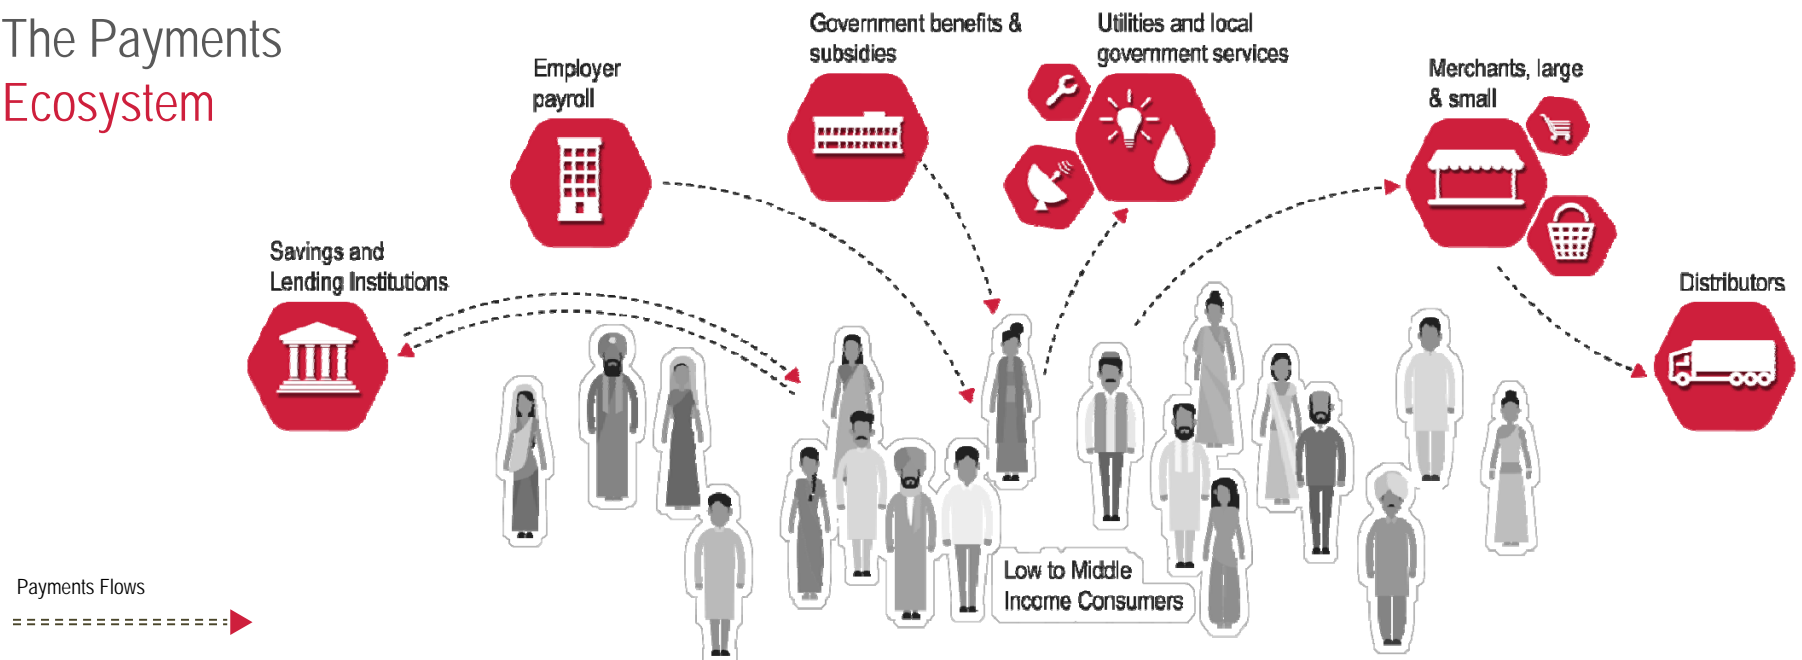 The Payments
Ecosystem
Government benefits &
subsidies
Utilities and local
government services
Employer
payroll
Merchants, large
& small
Savings and
Lending Institutions
Distributors
Low to Middle
Income Consumers
Payments Flows